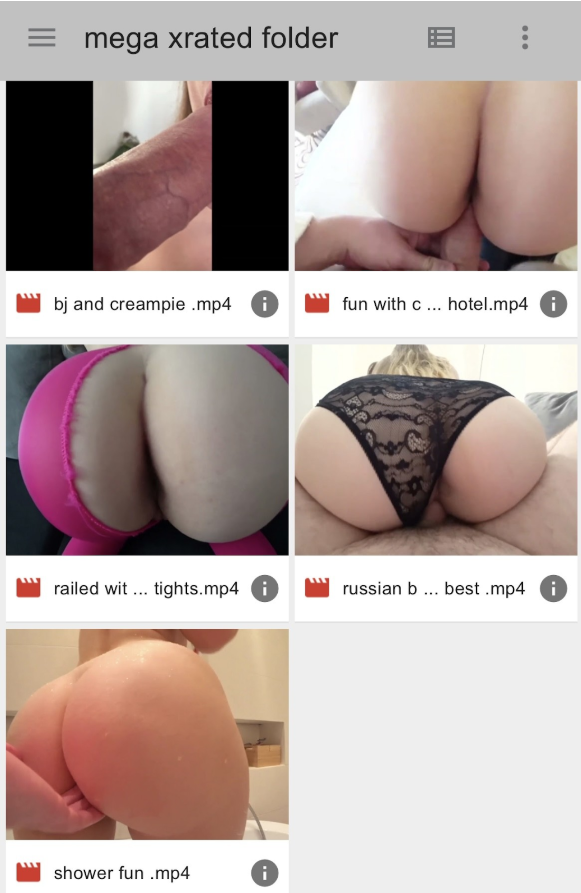 mega xrated folder
bj and creampie .mp4
fun with c ... hotel.mp4
railed wit ... tights.mp4
russian b ... best .mp4
shower fun .mp4